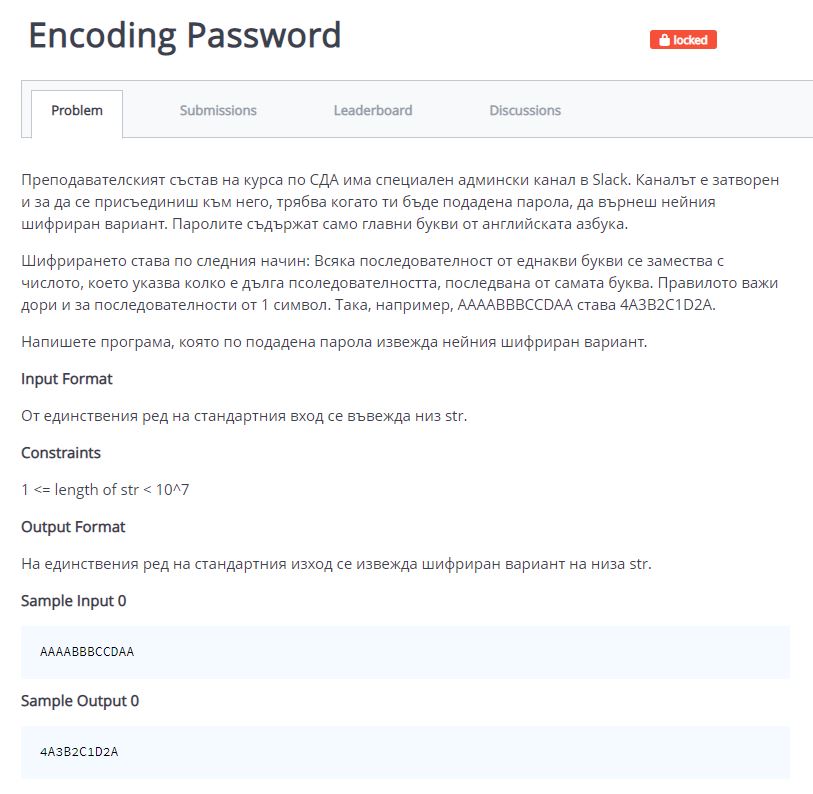 Encoding Password
locked
Problem
Submissions
Leaderboard
Discussions
Преподавателският състав на курса по СДА има специален админски канал в Slack. Каналът е затворен
и за да се присъединиш към него, трябва когато ти бъде подадена парола, да върнеш нейния
шифриран вариант. Паролите съдържат само главни букви от английската азбука.
Шифрирането става по следния начин: Всяка последователност от еднакви букви се замества с
числото, което указва колко е дълга псоледователността, последвана от самата буква. Правилото важи
дори и за последователности от 1 символ. Така, например, AAAABBBCCDAA става 4A3B2C1D2A.
Напишете програма, която по подадена парола извежда нейния шифриран вариант.
Input Format
От единствения ред на стандартния вход се въвежда низ str.
Constraints
1 <= length of str < 10^7
Output Format
На единствения ред на стандартния изход се извежда шифриран вариант на низа str.
Sample Input 0
AAAABBBCCDAA
Sample Output 0
4A3B2C1D2A